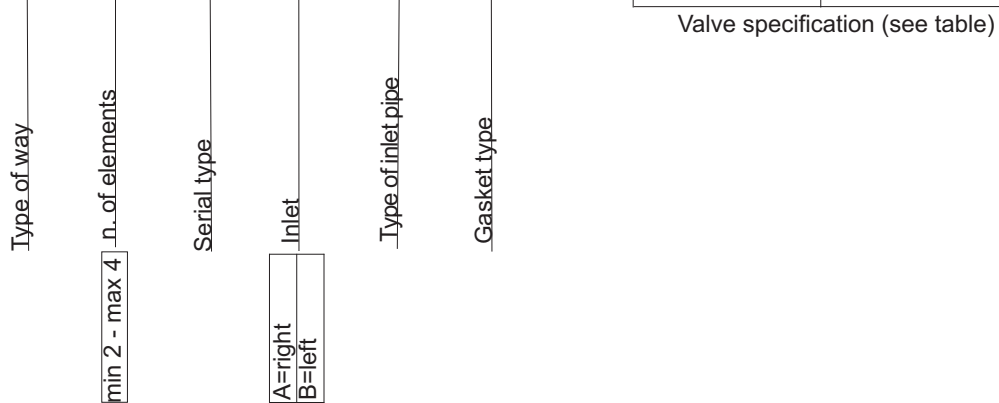 Valve specification (see table)
Type of way
n. of elements
Serial type
Inlet
Type of inlet pipe
Gasket type
min 2 - max 4
A=right
B=left